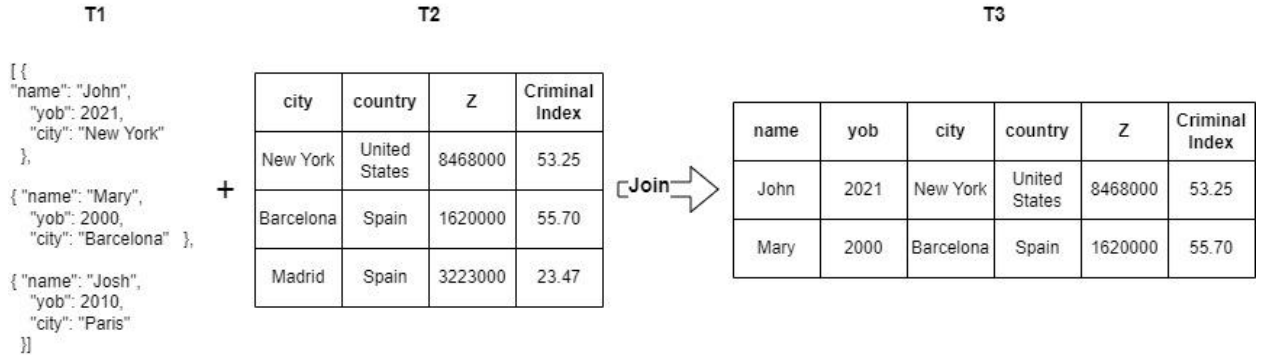 T1
[ {
"name": "John",
"yob": 2021,
"city": "New York"
},
{ "name": "Mary",
"yob": 2000,
"city": "Barcelona" },
{ "name": "Josh",
"yob": 2010,
"city": "Paris"
}]
+
T2
city country Z Criminal Index
New York United States 8468000 53.25
Barcelona Spain 1620000 55.70
Madrid Spain 3223000 23.47
Join
T3
name yob city country Z Criminal Index
John 2021 New York United States 8468000 53.25
Mary 2000 Barcelona Spain 1620000 55.70